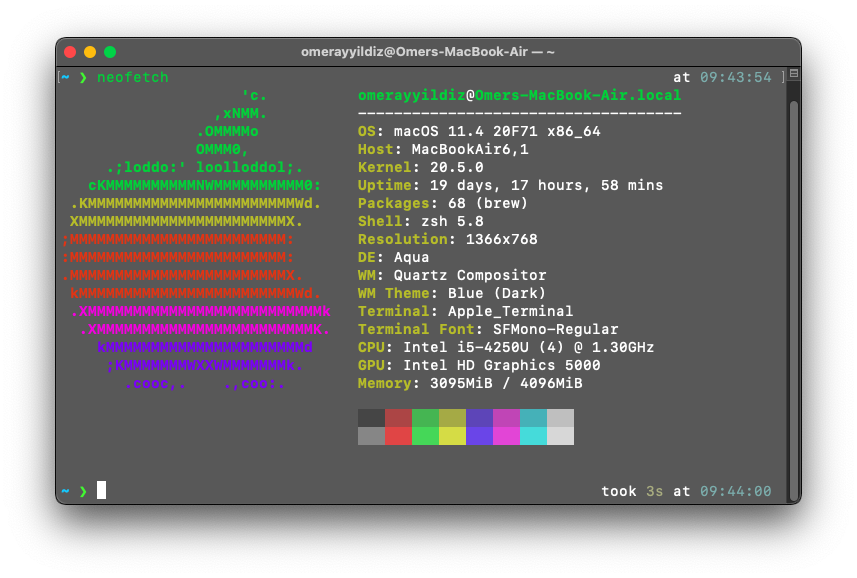 omerayyildiz@Omers-MacBook-Air — ~
[~ ❯ neofetch at 09:43:54 ]
'c. omerayyildiz@Omers-MacBook-Air.local
,xNMM. ------------------------------------
.OMMMMo OS: macOS 11.4 20F71 x86_64
OMMM0, Host: MacBookAir6,1
.;loddo:' loolloddol;. Kernel: 20.5.0
cKMMMMMMMMMMNWMMMMMMMMMM0: Uptime: 19 days, 17 hours, 58 mins
.KMMMMMMMMMMMMMMMMMMMMMMMWd. Packages: 68 (brew)
XMMMMMMMMMMMMMMMMMMMMMMMX. Shell: zsh 5.8
;MMMMMMMMMMMMMMMMMMMMMMMM: Resolution: 1366x768
:MMMMMMMMMMMMMMMMMMMMMMMM: DE: Aqua
.MMMMMMMMMMMMMMMMMMMMMMMMX. WM: Quartz Compositor
kMMMMMMMMMMMMMMMMMMMMMMMMWd. WM Theme: Blue (Dark)
.XMMMMMMMMMMMMMMMMMMMMMMMMMMk Terminal: Apple_Terminal
.XMMMMMMMMMMMMMMMMMMMMMMMMK. Terminal Font: SFMono-Regular
kMMMMMMMMMMMMMMMMMMMMMMd CPU: Intel i5-4250U (4) @ 1.30GHz
;KMMMMMMMWXXWMMMMMMMk. GPU: Intel HD Graphics 5000
.cooc,. .,coo:. Memory: 3095MiB / 4096MiB
~ ❯ took 3s at 09:44:00